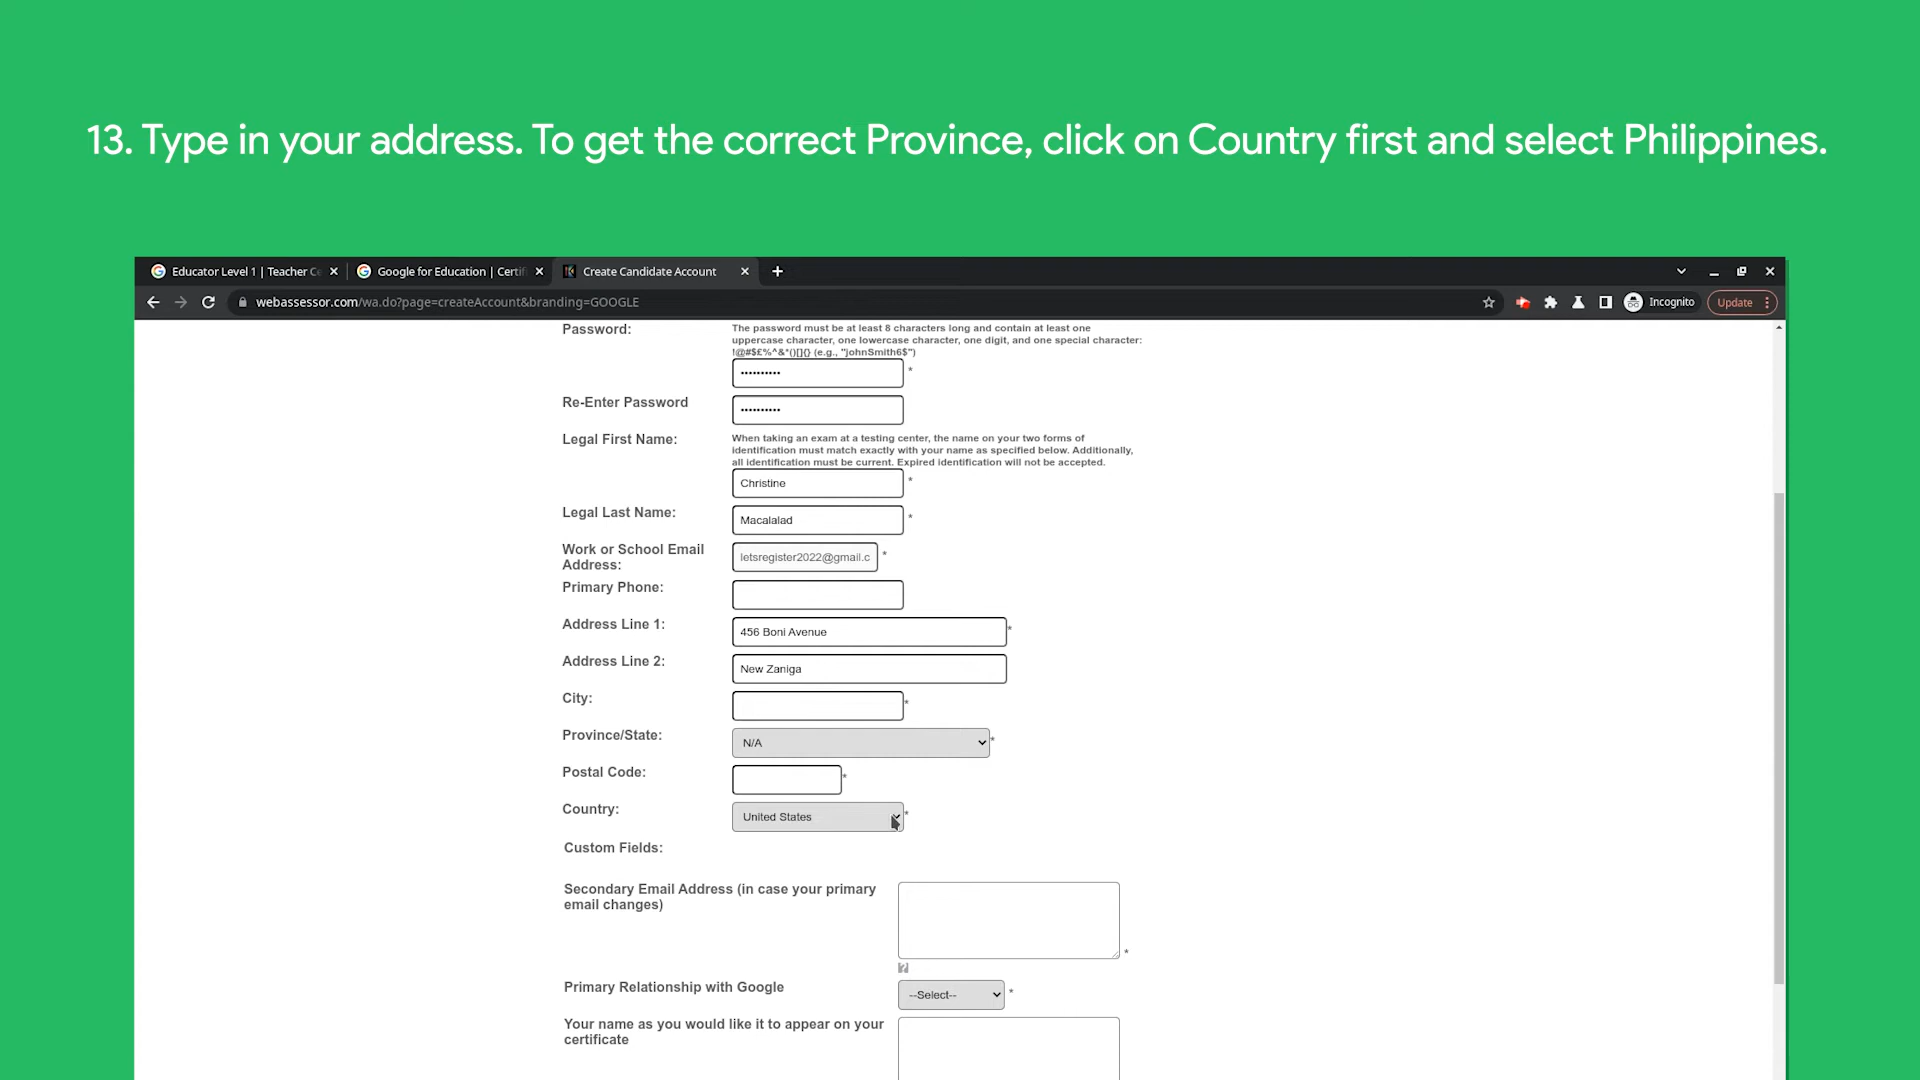 13. Type in your address. To get the correct Province, click on Country first and select Philippines.
Educator Level 1 | Teacher Ce
Google for Education | Certifi
Create Candidate Account
webassessor.com/wa.do?page=createAccount&branding=GOOGLE
Incognito
Update
Password:
The password must be at least 8 characters long and contain at least one
uppercase character, one lowercase character, one digit, and one special character:
!@#$£%^&*()[]{} (e.g., "JohnSmith6$")
•••••••••• *
Re-Enter Password
••••••••••
Legal First Name:
When taking an exam at a testing center, the name on your two forms of
identification must match exactly with your name as specified below. Additionally,
all identification must be current. Expired identification will not be accepted.
Christine *
Legal Last Name:
Macalalad *
Work or School Email
Address:
letsregister2022@gmail.c *
Primary Phone:
Address Line 1:
456 Boni Avenue *
Address Line 2:
New Zaniga
City:
*
Province/State:
N/A *
Postal Code:
*
Country:
United States *
Custom Fields:
Secondary Email Address (in case your primary
email changes)
*
Primary Relationship with Google
--Select-- *
Your name as you would like it to appear on your
certificate